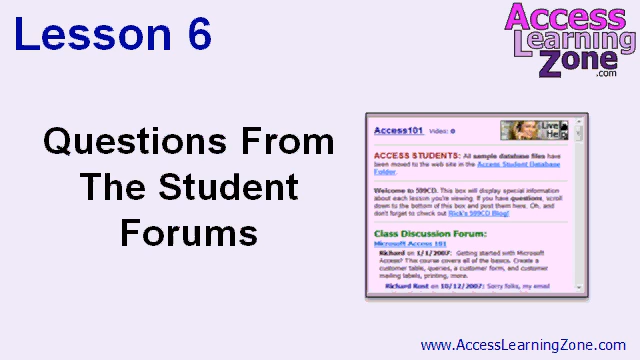 Lesson 6
Access
Learning
Zone
.com
Questions From
The Student
Forums
Access101 Video: 0
Live
Help
ACCESS STUDENTS: All sample database files have
been moved to the web site in the Access Student Database
Folder.
Welcome to 599CD. This box will display special information
about each lesson you're viewing. If you have questions, scroll
down to the bottom of this box and post them here. Oh, and
don't forget to check out Rick's 599CD Blog!
Class Discussion Forum:
Microsoft Access 101
Richard on 1/1/2007: Getting started with Microsoft
Access? This course covers all of the basics. Create a
customer table, queries, a customer form, and customer
mailing labels, printing, more.
Richard Rost on 10/12/2007: Sorry folks, my email
www.AccessLearningZone.com